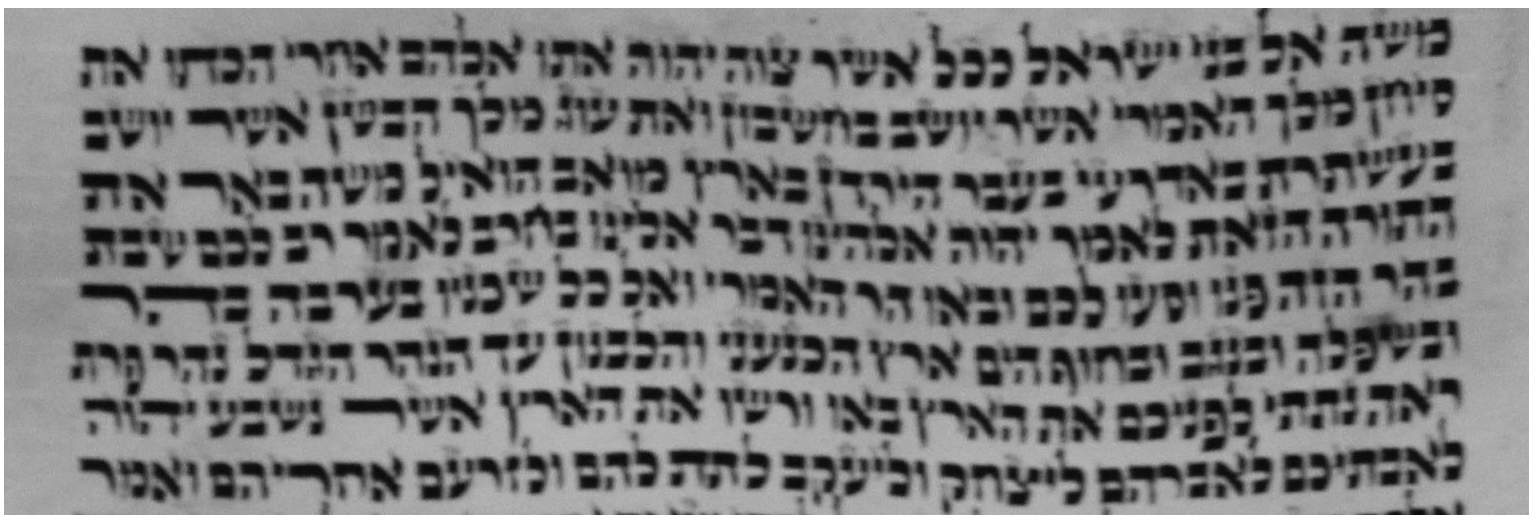 משה אל בני ישראל ככל אשר צוה יהוה אתו אלהם אחרי הכתו את
סיחן מלך האמרי אשר יושב בחשבון ואת עוג מלך הבשן אשר יושב
בעשתרת באדרעי בעבר הירדן בארץ מואב הואיל משה באר את
התורה הזאת לאמר יהוה אלהינו דבר אלינו בחרב לאמר רב לכם שבת
בהר הזה פנו וסעו לכם ובאו הר האמרי ואל כל שכניו בערבה בהר
ובשפלה ובנגב ובחוף הים ארץ הכנעני והלבנון עד הנהר הגדל נהר פרת
ראה נתתי לפניכם את הארץ באו ורשו את הארץ אשר נשבע יהוה
לאבתיכם לאברהם ליצחק וליעקב לתת להם ולזרעם אחריהם ואמר